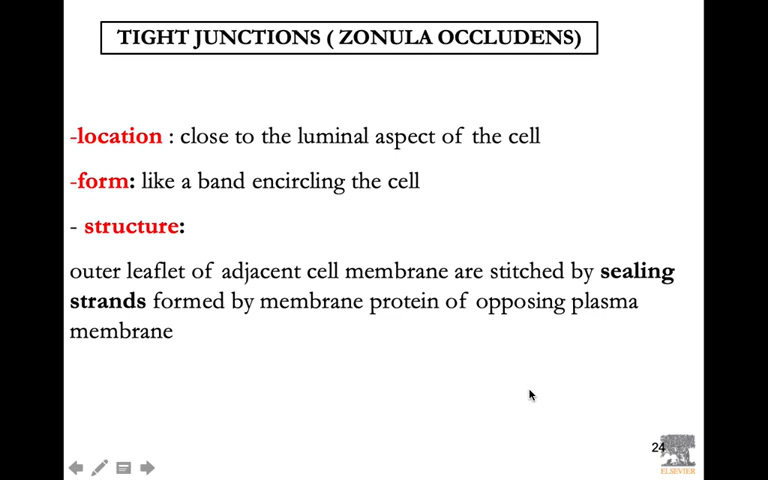 TIGHT JUNCTIONS ( ZONULA OCCLUDENS)
-location : close to the luminal aspect of the cell
-form: like a band encircling the cell
- structure:
outer leaflet of adjacent cell membrane are stitched by sealing
strands formed by membrane protein of opposing plasma
membrane
24
ELSEVIER